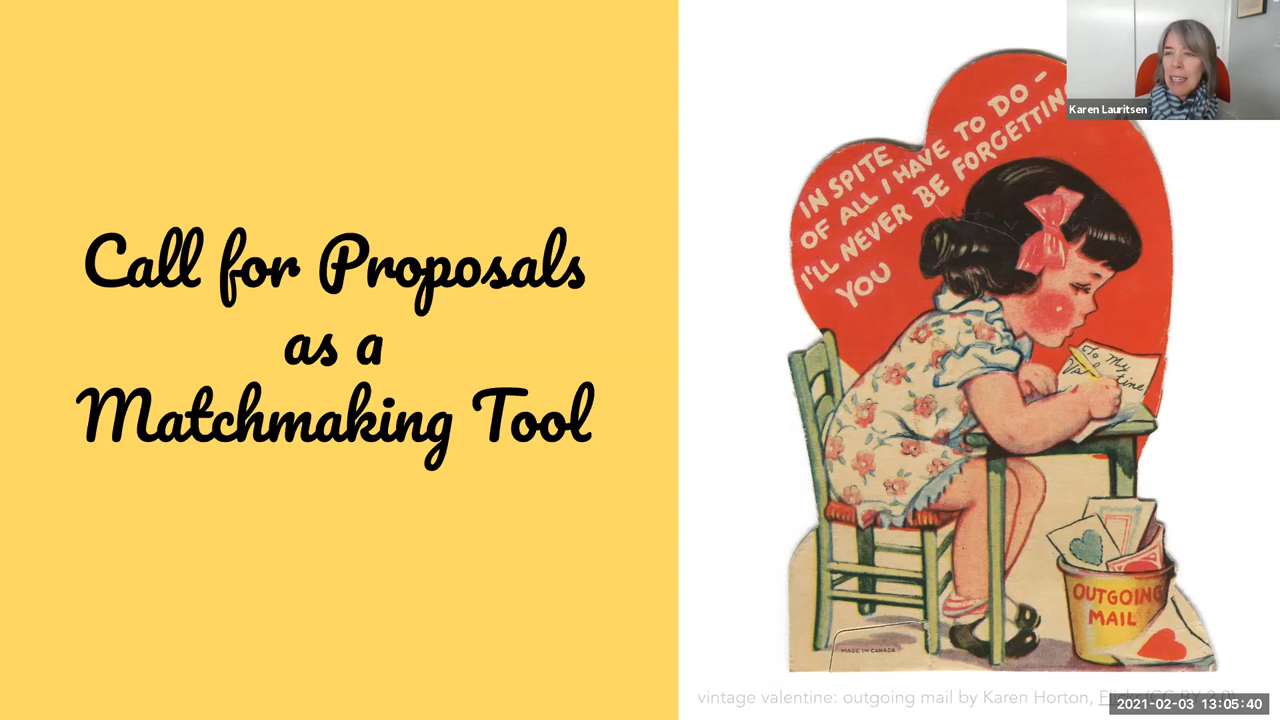 Call for Proposals
as a
Matchmaking Tool
IN SPITE
OF ALL I HAVE TO DO -
I'LL NEVER BE FORGETTING
YOU
To My
OUTGOING
MAIL
MADE IN CANADA
Karen Lauritsen
vintage valentine: outgoing mail by Karen Horton,
2021-02-03 13:05:40